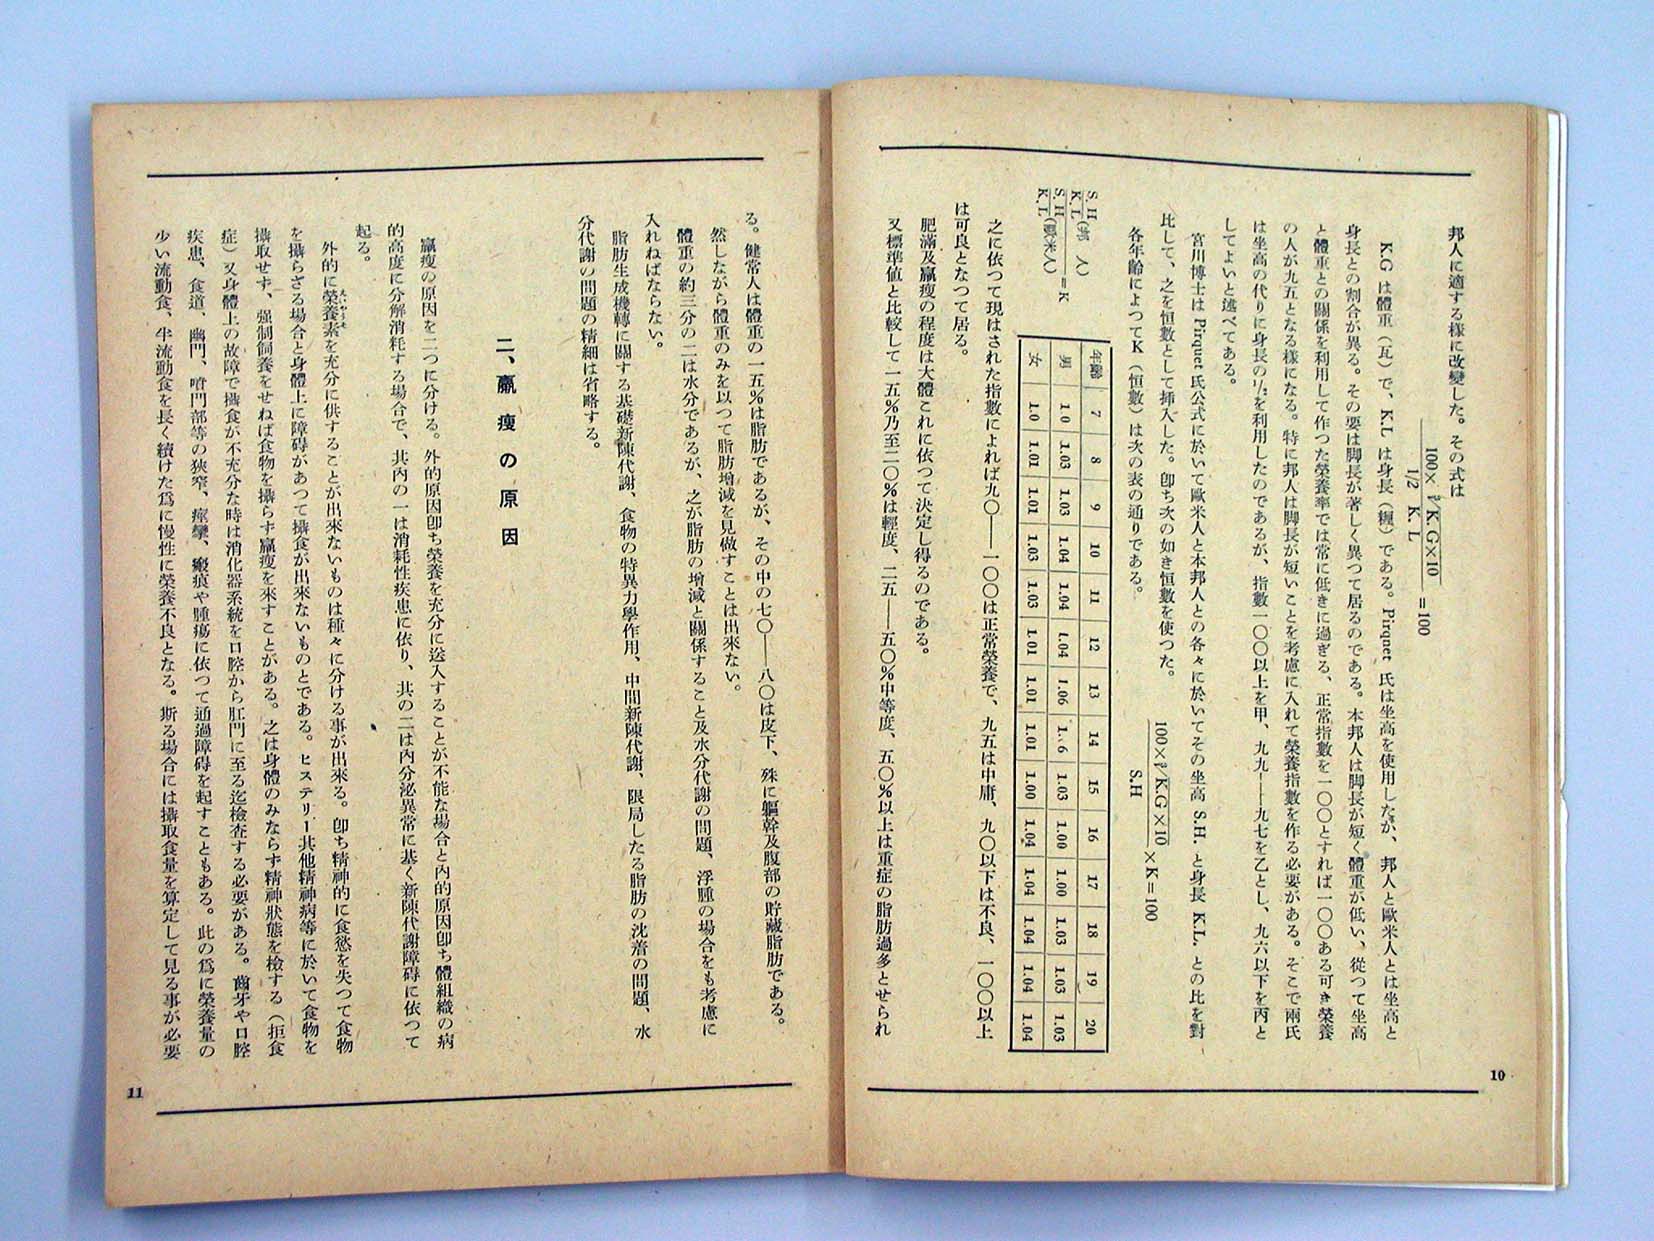 邦人に適する樣に改變した。その式は
100×³√K.G×10
1/2 K.L
=100
KGは體重(瓦)で、K.Lは身長(糎)である。Pirquet 氏は坐高を使用したが、邦人と歐米人とは坐高と
身長との割合が異る。その要は脚長が著しく異つて居るのである。本邦人は脚長が短く體重が低い、從つて坐高
と體重との關係を利用して作つた榮養率では常に低きに過ぎる、正常指數を一〇〇とすれば一〇〇ある可き榮養
の人が九五となる樣になる。特に邦人は脚長が短いことを考慮に入れて榮養指數を作る必要がある。そこで兩氏
は坐高の代りに身長の1/2を利用したのであるが、指數一〇〇以上を甲、九九——九七を乙とし、九六以下を丙と
してよいと述べてある。
宮川博士は Pirquet 氏公式に於いて歐米人と本邦人との各々に於いてその坐高 S.H. と身長 K.L. との比を對
比して、之を恒數として挿入した。卽ち次の如き恒數を使つた。
100×³√K.G×10
S.H
×K=100
各年齡によつてK(恒數)は次の表の通りである。
S.H
K.L
(邦 人)
S.H
K.L
(歐米人)
=K
年齡 7 8 9 10 11 12 13 14 15 16 17 18 19 20
男 1.0 1.03 1.03 1.04 1.04 1.04 1.06 1.6 1.03 1.00 1.00 1.03 1.03 1.03
女 1.0 1.01 1.01 1.03 1.03 1.01 1.01 1.01 1.00 1.04 1.04 1.04 1.04 1.04
之に依つて現はされた指數によれば九〇——一〇〇は正常榮養で、九五は中庸、九〇以下は不良、一〇〇以上
は可良となつて居る。
肥滿及羸瘦の程度は大體これに依つて決定し得るのである。
又標準値と比較して一五%乃至二〇%は輕度、二五——五〇%中等度、五〇%以上は重症の脂肪過多とせられ
10
る。健常人は體重の一五%は脂肪であるが、その中の七〇——八〇は皮下、殊に軀幹及腹部の貯藏脂肪である。
然しながら體重のみを以つて脂肪增減を見做すことは出來ない。
體重の約三分の二は水分であるが、之が脂肪の增減と關係すること及水分代謝の問題、浮腫の場合をも考慮に
入れねばならない。
脂肪生成機轉に關する基礎新陳代謝、食物の特異力學作用、中間新陳代謝、限局したる脂肪の沈着の問題、水
分代謝の問題の精細は省略する。
二、羸瘦の原因
羸瘦の原因を二つに分ける。外的原因卽ち榮養を充分に送入することが不能な場合と內的原因卽ち體組織の病
的高度に分解消耗する場合で、其內の一は消耗性疾患に依り、其の二は內分泌異常に基く新陳代謝障碍に依つて
起る。
外的に榮養素を充分に供することが出來ないものは種々に分ける事が出來る。卽ち精神的に食慾を失つて食物
を攝らざる場合と身體上に障碍があつて攝食が出來ないものとである。ヒステリー其他精神病等に於いて食物を
攝取せず、强制飼養をせねば食物を攝らず羸瘦を來すことがある。之は身體のみならず精神狀態を檢する(拒食
症)又身體上の故障で攝食が不充分な時は消化器系統を口腔から肛門に至る迄檢査する必要がある。齒牙や口腔
疾患、食道、幽門、噴門部等の狹窄、痙攣、瘢痕や腫瘍に依つて通過障碍を起すこともある。此の爲に榮養量の
少い流動食、半流動食を長く續けた爲に慢性に榮養不良となる。斯る場合には攝取食量を算定して見る事が必要
11